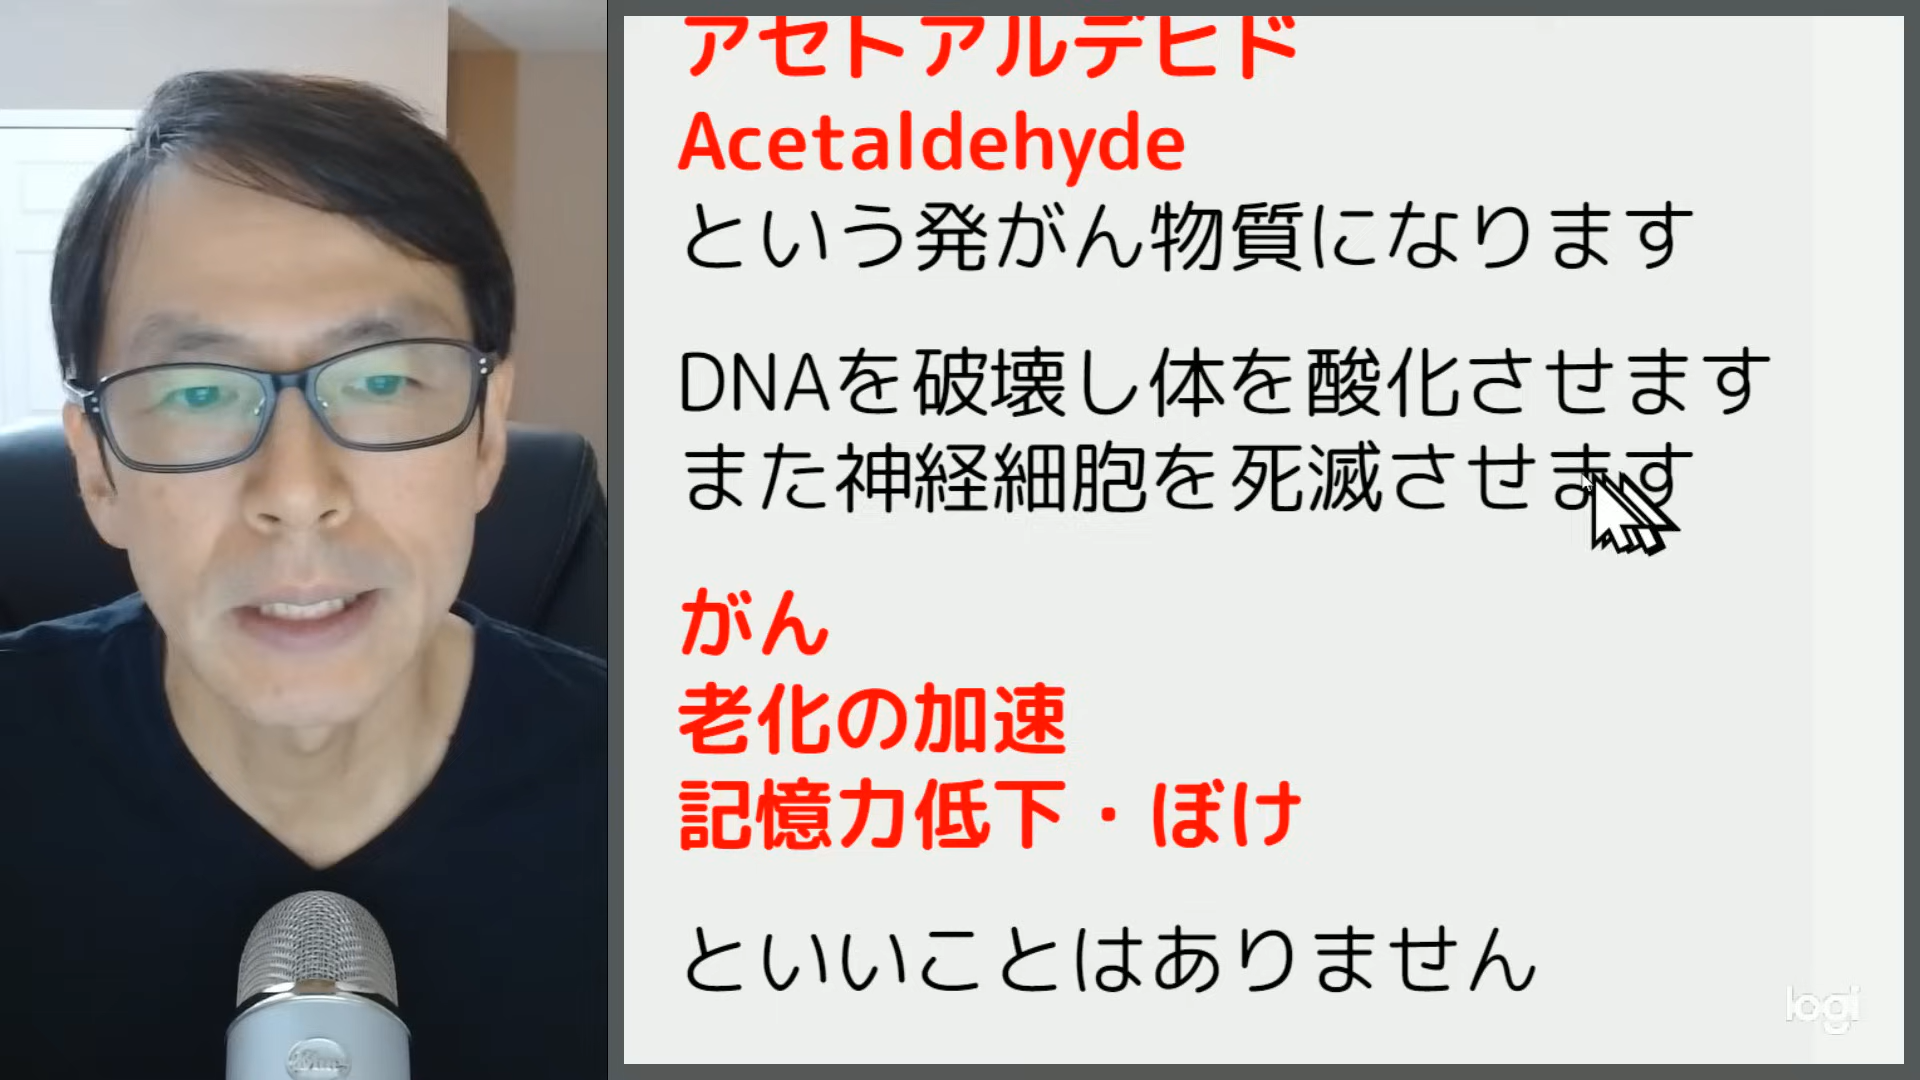 アセトアルデヒド
Acetaldehyde
という発がん物質になります
DNAを破壊し体を酸化させます
また神経細胞を死滅させます
がん
老化の加速
記憶力低下・ぼけ
といいことはありません
logi
Blue